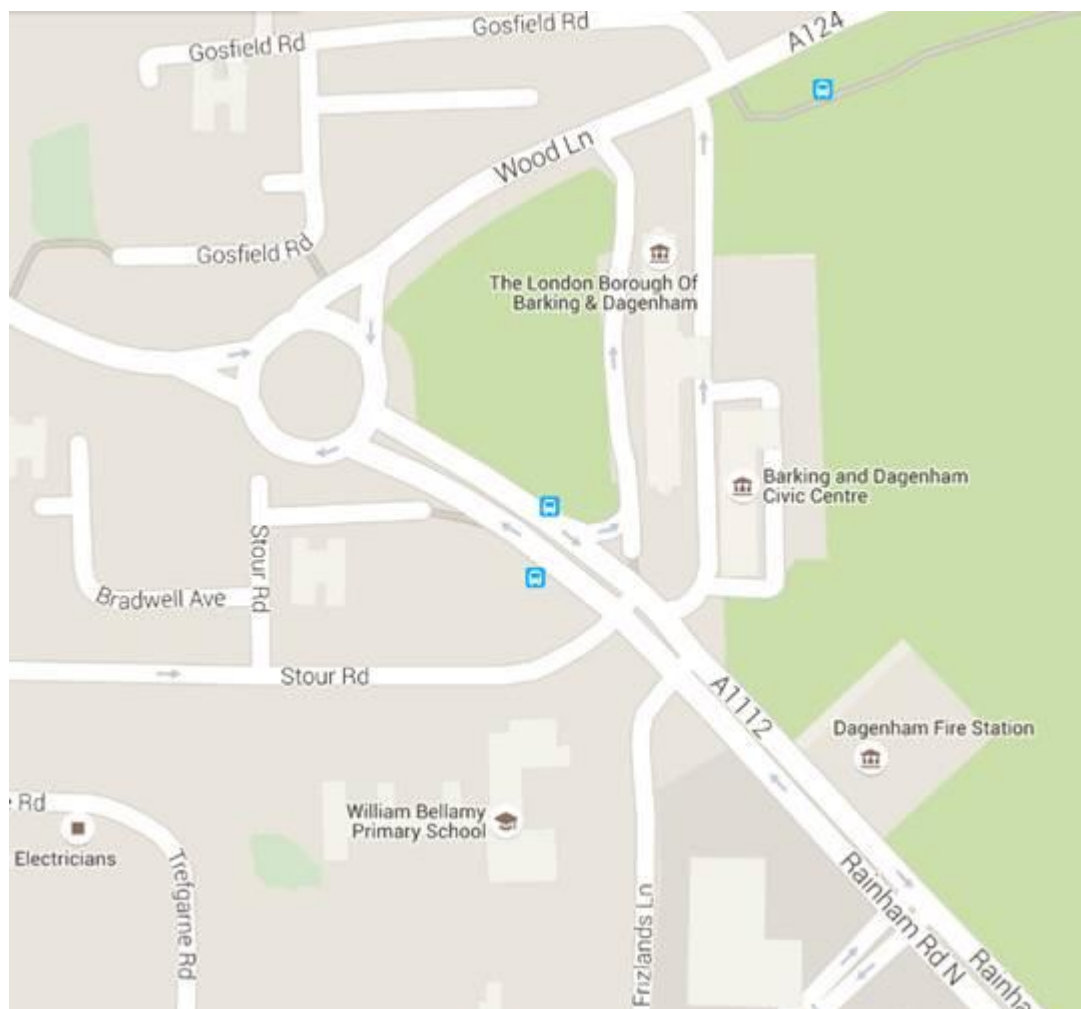 Gosfield Rd
Gosfield Rd
A124
Wood Ln
Gosfield Rd
The London Borough Of
Barking & Dagenham
Barking and Dagenham
Civic Centre
Stour Rd
Bradwell Ave
Stour Rd
A1112
Dagenham Fire Station
William Bellamy
Primary School
Rd
Electricians
Trefgarne Rd
Frizlands Ln
Rainham Rd N